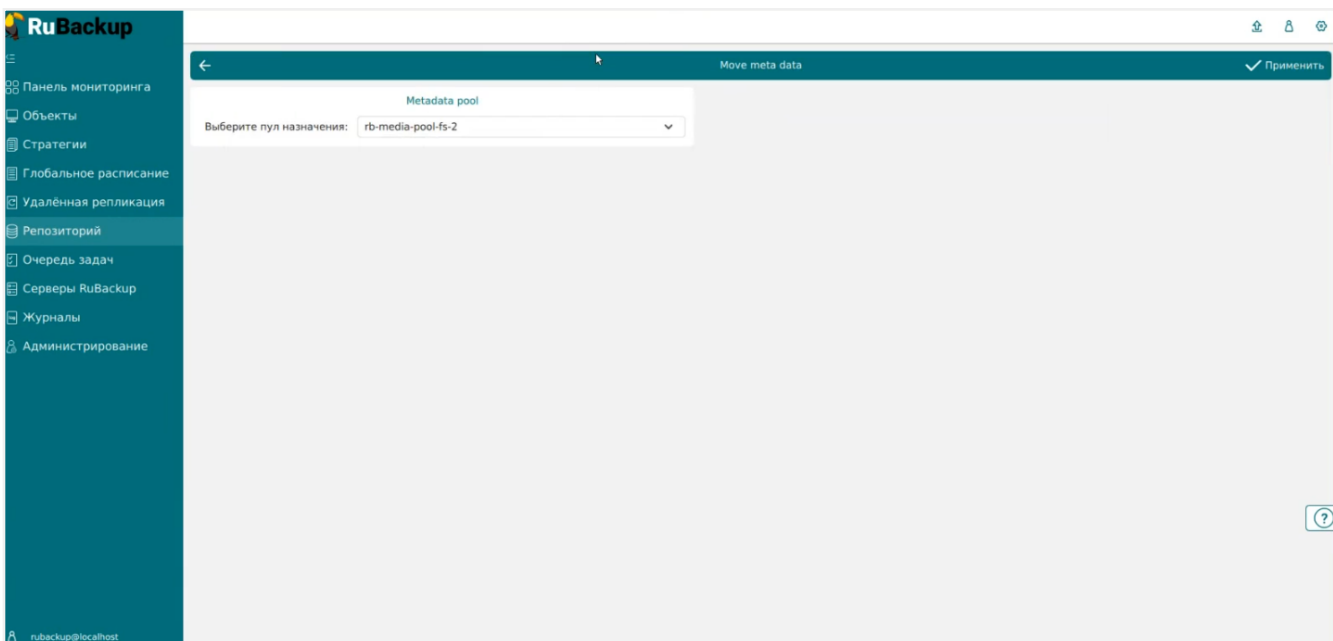 RuBackup
Move meta data
Применить
Панель мониторинга
Объекты
Стратегии
Глобальное расписание
Удалённая репликация
Репозиторий
Очередь задач
Серверы RuBackup
Журналы
Администрирование
Metadata pool
Выберите пул назначения: rb-media-pool-fs-2
?
rubackup@localhost